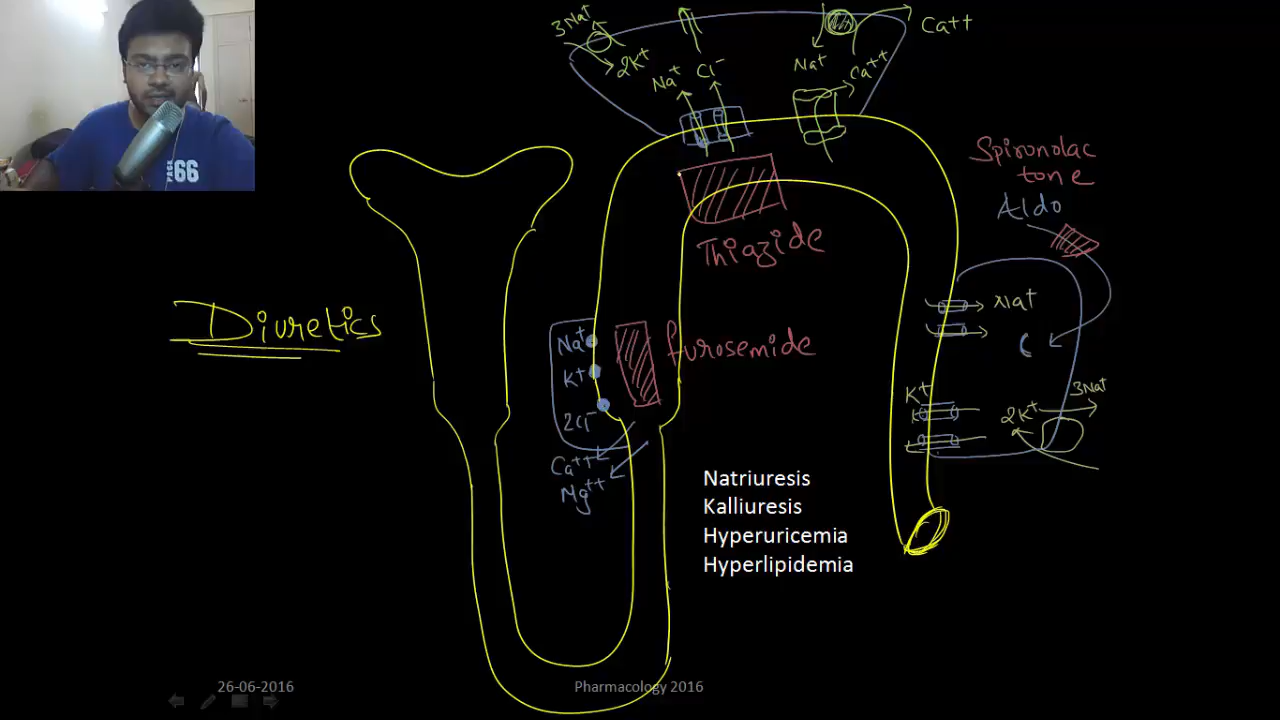 3Na+
2K+
Na+
Cl-
Na+
Ca++
Ca++
PAGE 66
Spironolac
tone
Aldo
Thiazide
Diuretics
Na+
K+
2Cl-
Ca++
Mg++
furosemide
Na+
K+
2K+
3Na+
Natriuresis
Kalliuresis
Hyperuricemia
Hyperlipidemia
26-06-2016
Pharmacology 2016